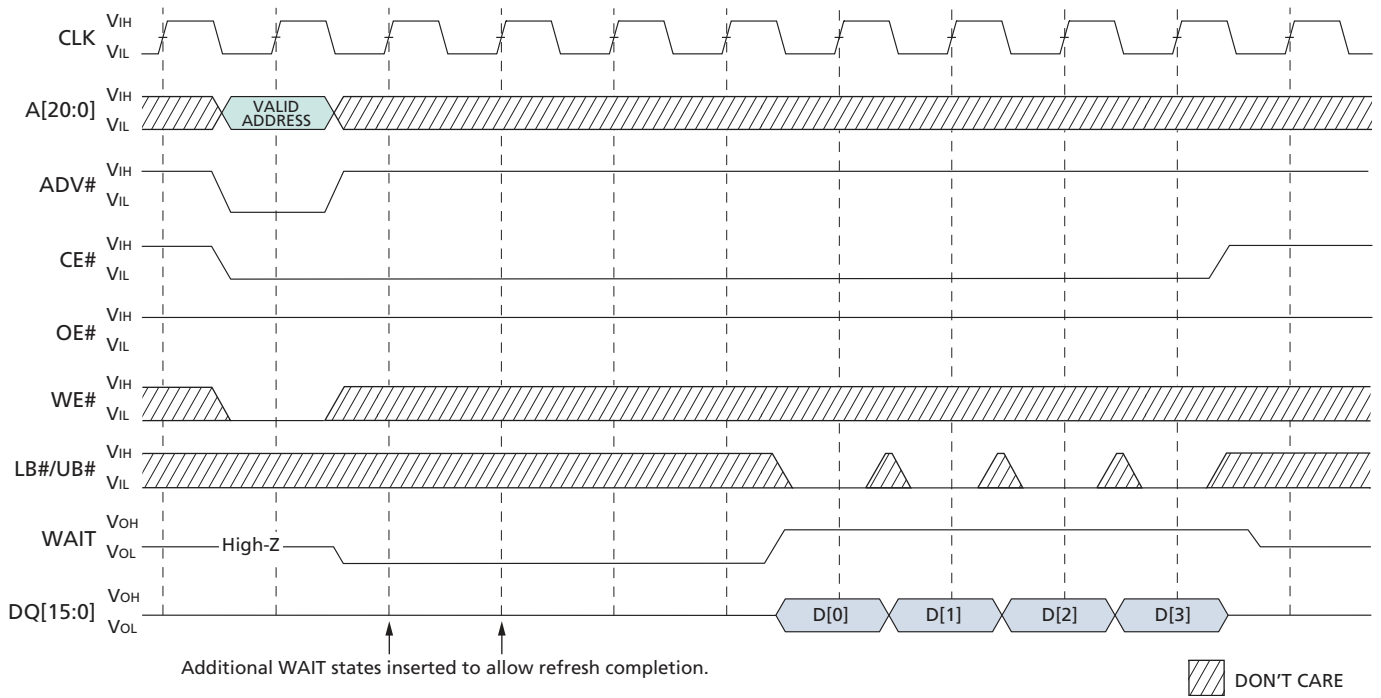 VIH
CLK
VIL
VIH
A[20:0]
VIL
VALID
ADDRESS
VIH
ADV#
VIL
VIH
CE#
VIL
VIH
OE#
VIL
VIH
WE#
VIL
VIH
LB#/UB#
VIL
VOH
WAIT
VOL
High-Z
VOH
DQ[15:0]
VOL
D[0] D[1] D[2] D[3]
Additional WAIT states inserted to allow refresh completion.
DON'T CARE